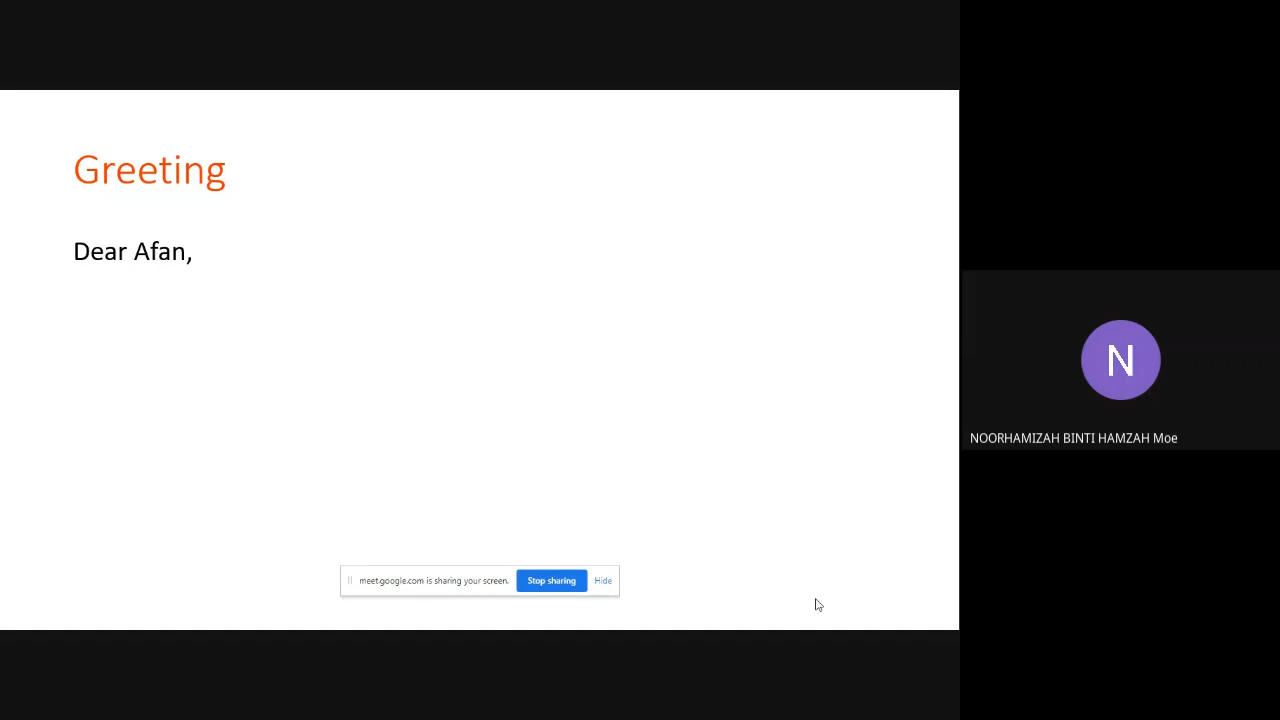 Greeting
Dear Afan,
meet.google.com is sharing your screen. Stop sharing Hide
N
NOORHAMIZAH BINTI HAMZAH Moe